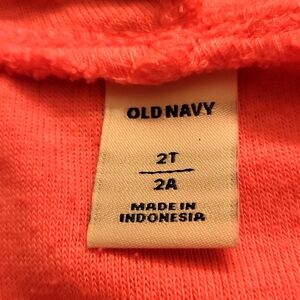 OLD NAVY
2T
2A
MADE IN
INDONESIA